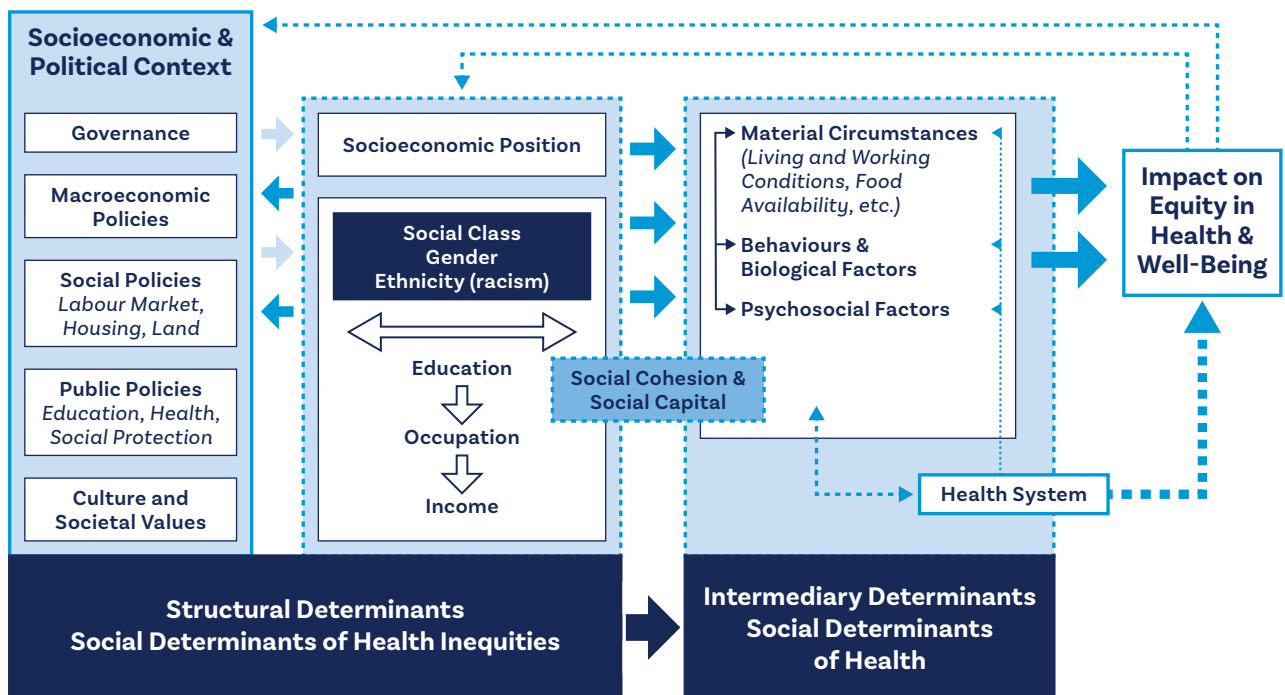 Socioeconomic &
Political Context
Governance
Macroeconomic
Policies
Social Policies
Labour Market,
Housing, Land
Public Policies
Education, Health,
Social Protection
Culture and
Societal Values
Socioeconomic Position
Social Class
Gender
Ethnicity (racism)
Education
Occupation
Income
Social Cohesion &
Social Capital
Material Circumstances
(Living and Working
Conditions, Food
Availability, etc.)
Behaviours &
Biological Factors
Psychosocial Factors
Health System
Impact on
Equity in
Health &
Well-Being
Structural Determinants
Social Determinants of Health Inequities
Intermediary Determinants
Social Determinants
of Health